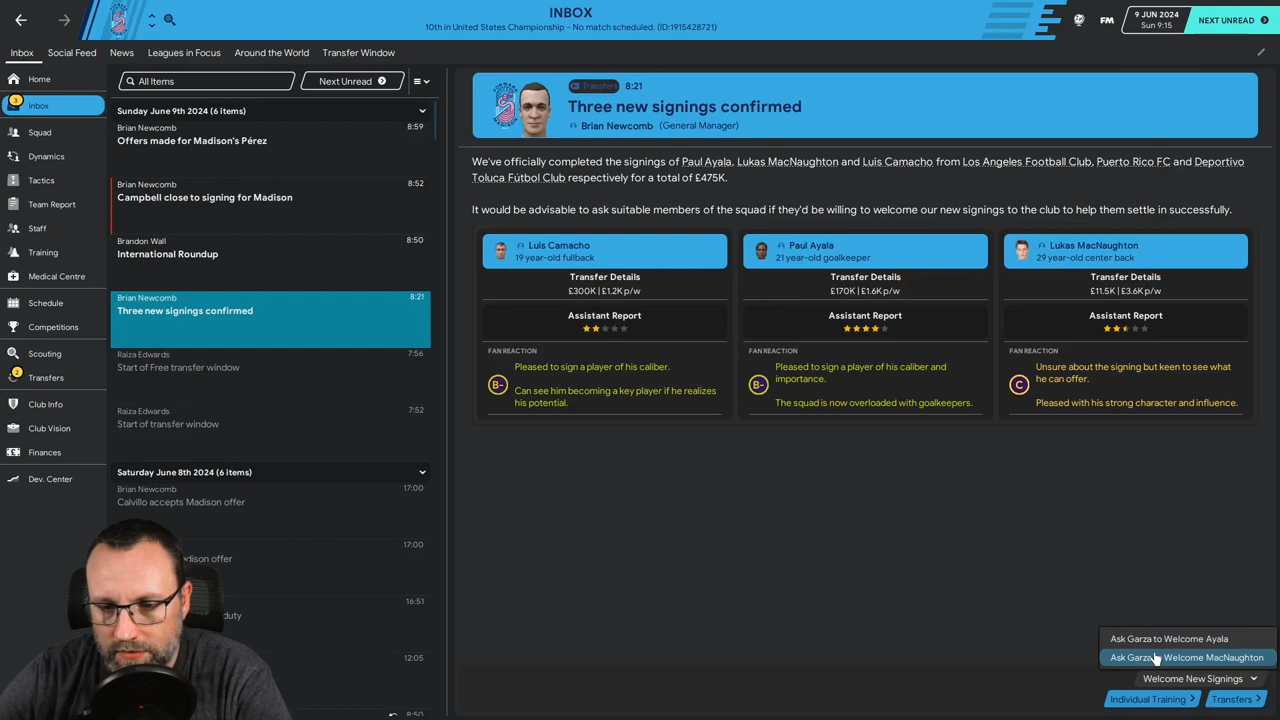 INBOX
10th in United States Championship - No match scheduled. (ID:1915428721)
FM
9 JUN 2024
Sun 9:15
NEXT UNREAD
Inbox
Social Feed
News
Leagues in Focus
Around the World
Transfer Window
Home
3
Inbox
Squad
Dynamics
Tactics
Team Report
Staff
Training
Medical Centre
Schedule
Competitions
Scouting
2
Transfers
Club Info
Club Vision
Finances
Dev. Center
All Items
Next Unread
Sunday June 9th 2024 (6 items)
Brian Newcomb 8:59
Offers made for Madison's Pérez
Brian Newcomb 8:52
Campbell close to signing for Madison
Brandon Wall 8:50
International Roundup
Brian Newcomb 8:21
Three new signings confirmed
Raiza Edwards 7:56
Start of Free transfer window
Raiza Edwards 7:52
Start of transfer window
Saturday June 8th 2024 (6 items)
Brian Newcomb 17:00
Calvillo accepts Madison offer
17:00
adison offer
16:51
duty
12:05
8:50
Transfers 8:21
Three new signings confirmed
Brian Newcomb (General Manager)
We've officially completed the signings of Paul Ayala, Lukas MacNaughton and Luis Camacho from Los Angeles Football Club, Puerto Rico FC and Deportivo
Toluca Fútbol Club respectively for a total of £475K.
It would be advisable to ask suitable members of the squad if they'd be willing to welcome our new signings to the club to help them settle in successfully.
Luis Camacho
19 year-old fullback
Transfer Details
£300K | £1.2K p/w
Assistant Report
FAN REACTION
B-
Pleased to sign a player of his caliber.
Can see him becoming a key player if he realizes
his potential.
Paul Ayala
21 year-old goalkeeper
Transfer Details
£170K | £1.6K p/w
Assistant Report
FAN REACTION
B-
Pleased to sign a player of his caliber and
importance.
The squad is now overloaded with goalkeepers.
Lukas MacNaughton
29 year-old center back
Transfer Details
£11.5K | £3.6K p/w
Assistant Report
FAN REACTION
C
Unsure about the signing but keen to see what
he can offer.
Pleased with his strong character and influence.
Ask Garza to Welcome Ayala
Ask Garza Welcome MacNaughton
Welcome New Signings
Individual Training
Transfers